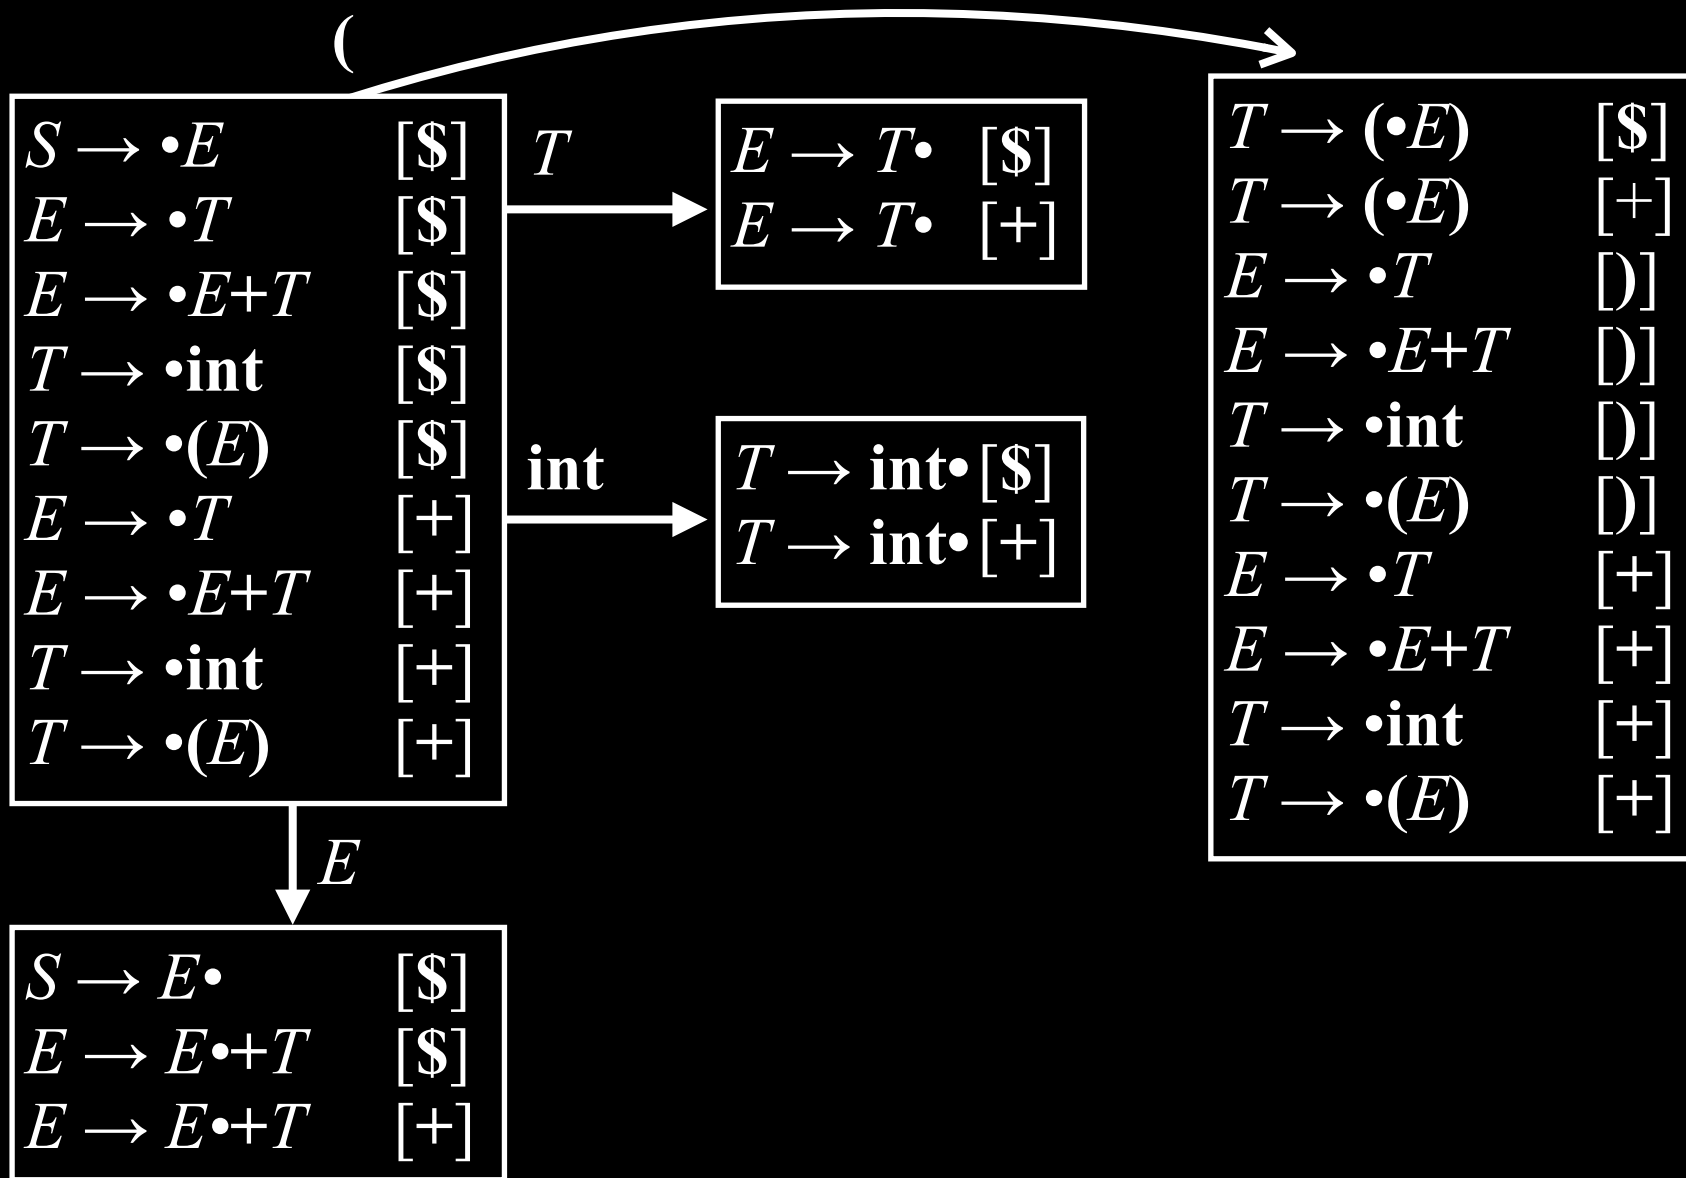 (
S → •E [$]
E → •T [$]
E → •E+T [$]
T → •int [$]
T → •(E) [$]
E → •T [+]
E → •E+T [+]
T → •int [+]
T → •(E) [+]
T
E → T• [$]
E → T• [+]
int
T → int• [$]
T → int• [+]
T → (•E) [$]
T → (•E) [+]
E → •T [)]
E → •E+T [)]
T → •int [)]
T → •(E) [)]
E → •T [+]
E → •E+T [+]
T → •int [+]
T → •(E) [+]
E
S → E• [$]
E → E•+T [$]
E → E•+T [+]